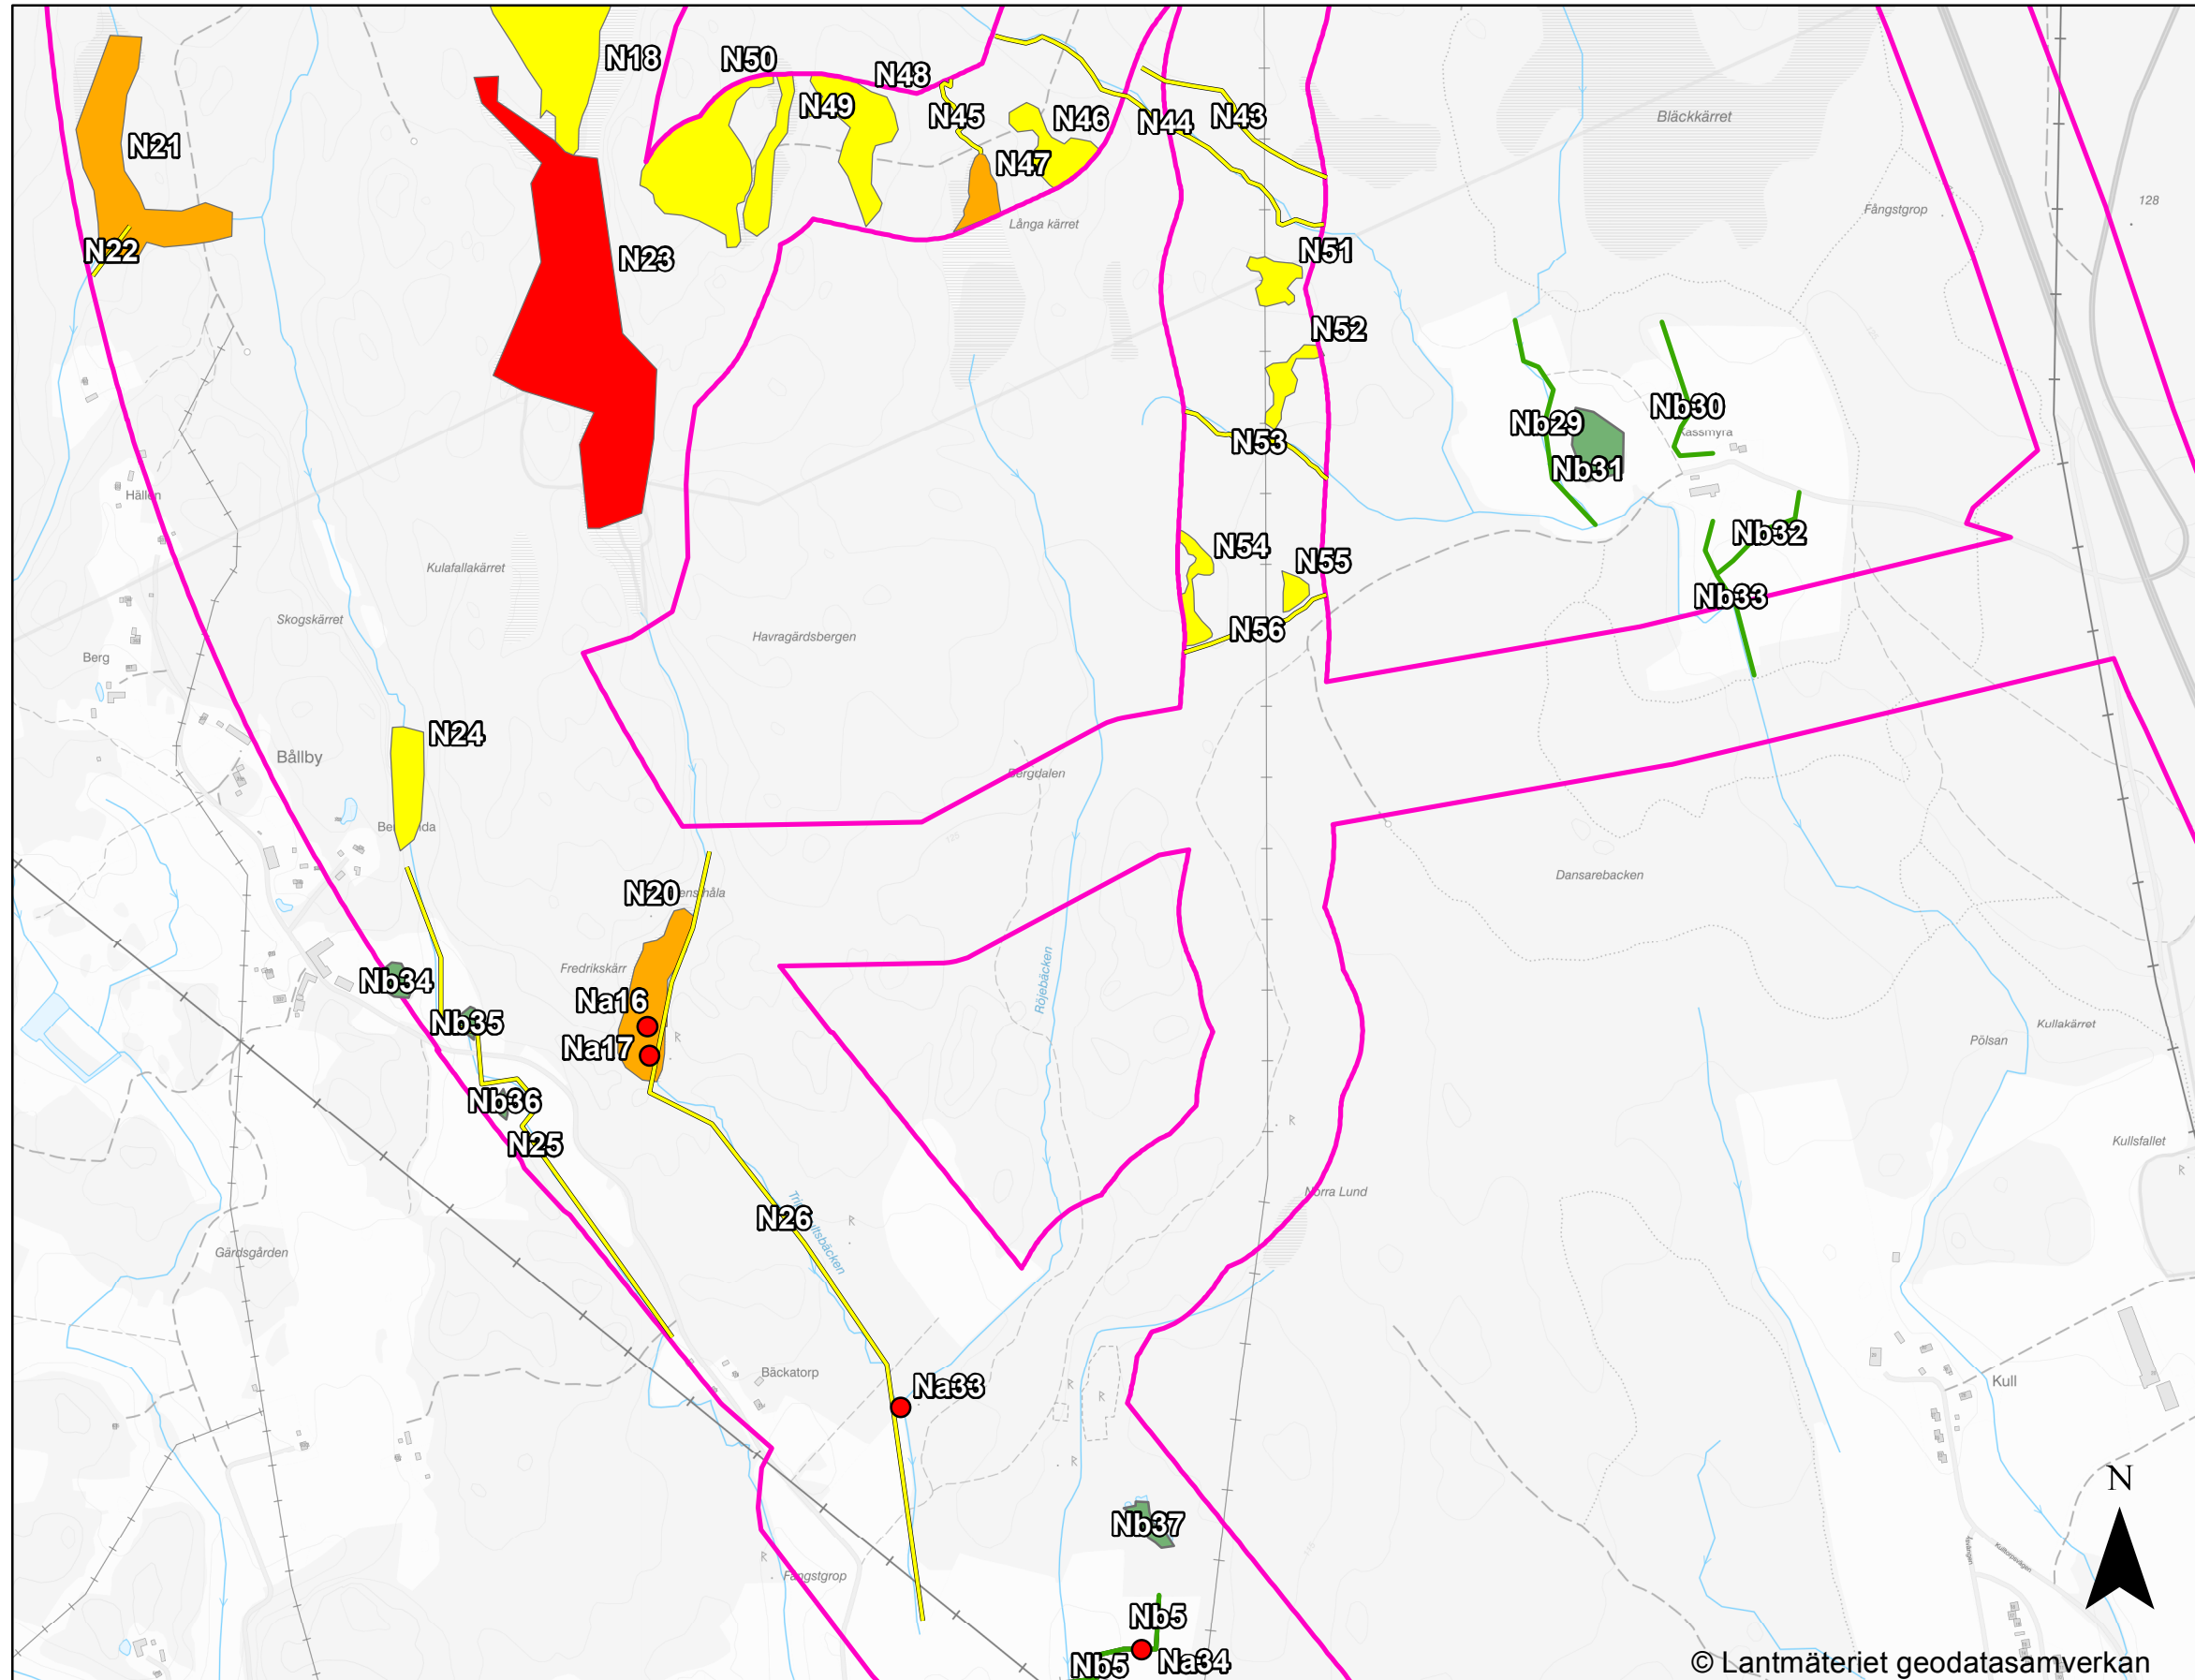 N18
N50
N48
N49
N45
N46
N44
N43
Bläckkärret
N21
N47
128
Fångstgrop
Långa kärret
N22
N23
N51
N52
Nb30
Nb29
Kassmyra
N53
Nb31
Hällen
Nb32
N54
N55
Kulafallakärret
Nb33
Skogskärret
N56
Havragärdsbergen
Berg
N24
Bållby
Bergdalen
125
Dansarebacken
N20
Fredrikskärr
Nb34
Röjebäcken
Na16
Nb35
Kullakärret
Pölsan
Na17
R
Nb36
R
N25
Kullsfallet
R
Norra Lund
N26
R
Gärdsgården
Bäckatorp
Kull
Na33
R
R
R
N
Nb37
R
Fångstgrop
Nb5
Nb5
Na34
© Lantmäteriet geodatasamverkan